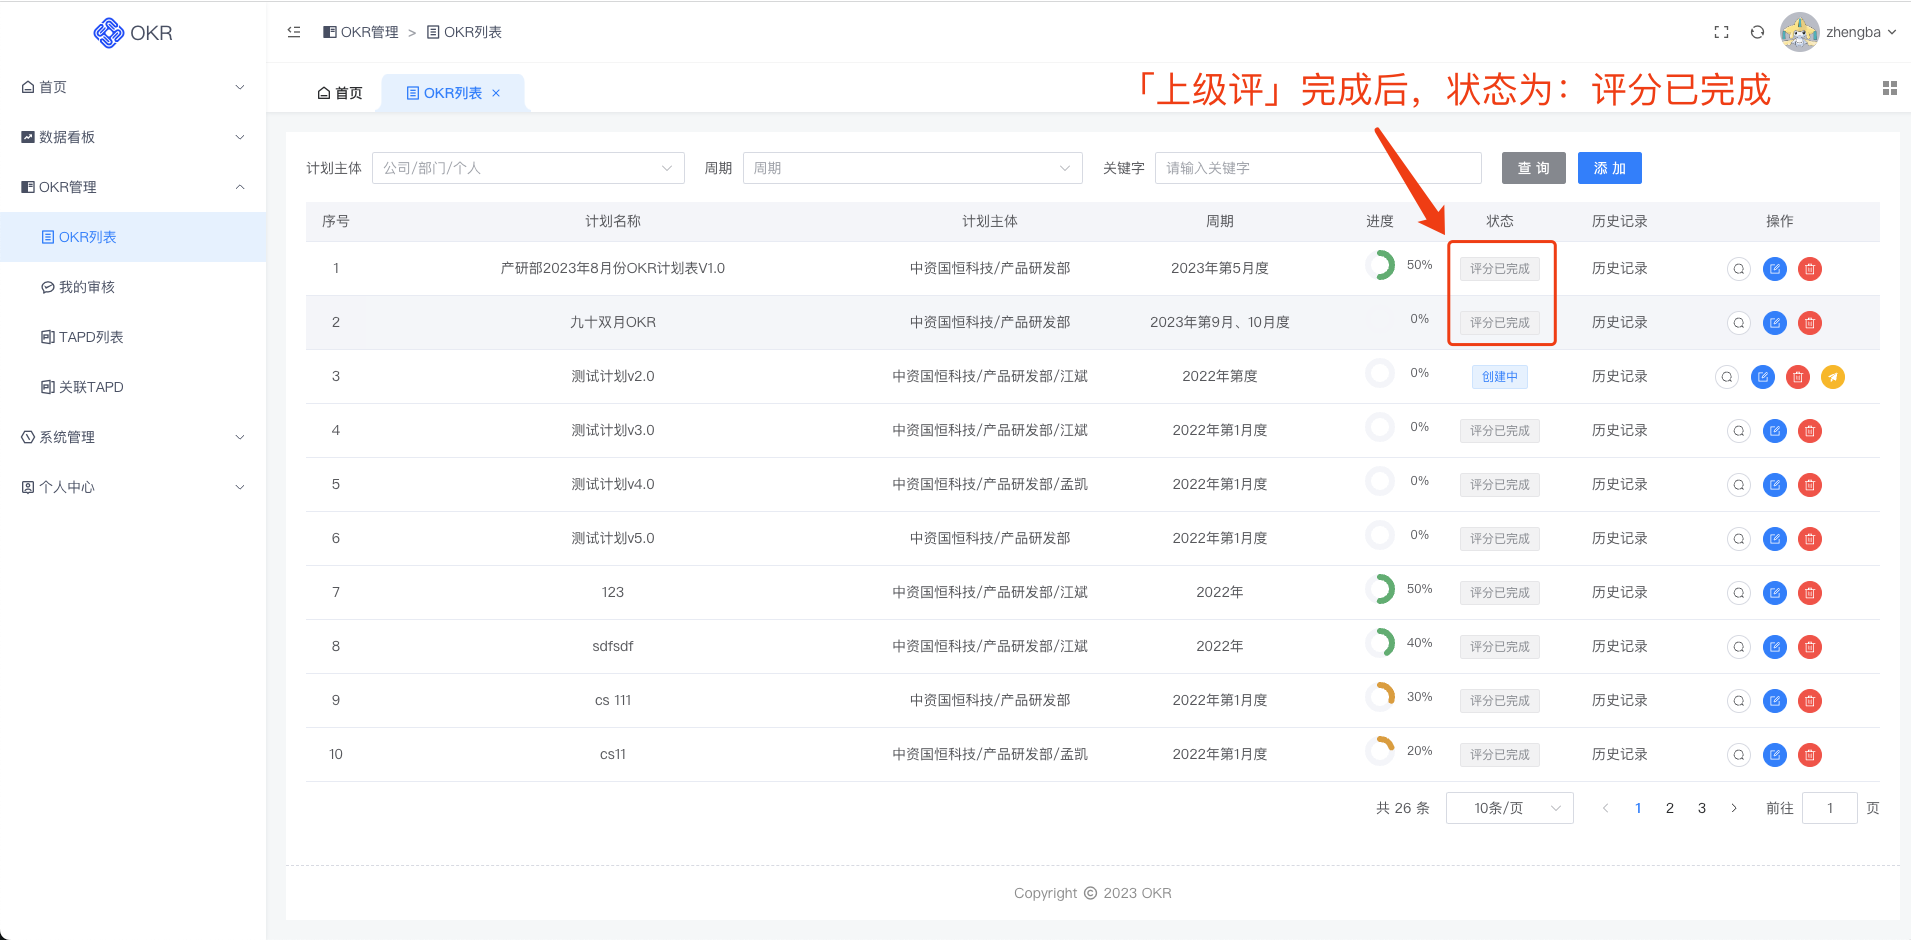 OKR
OKR管理 > OKR列表
zhengba
首页
数据看板
OKR管理
OKR列表
我的审核
TAPD列表
关联TAPD
系统管理
个人中心
首页
OKR列表 ×
「上级评」完成后，状态为：评分已完成
计划主体 公司/部门/个人 周期 周期 关键字 请输入关键字 查 询 添 加
序号 计划名称 计划主体 周期 进度 状态 历史记录 操作
1 产研部2023年8月份OKR计划表V1.0 中资国恒科技/产品研发部 2023年第5月度 50% 评分已完成 历史记录
2 九十双月OKR 中资国恒科技/产品研发部 2023年第9月、10月度 0% 评分已完成 历史记录
3 测试计划v2.0 中资国恒科技/产品研发部/江斌 2022年第度 0% 创建中 历史记录
4 测试计划v3.0 中资国恒科技/产品研发部/江斌 2022年第1月度 0% 评分已完成 历史记录
5 测试计划v4.0 中资国恒科技/产品研发部/孟凯 2022年第1月度 0% 评分已完成 历史记录
6 测试计划v5.0 中资国恒科技/产品研发部 2022年第1月度 0% 评分已完成 历史记录
7 123 中资国恒科技/产品研发部/江斌 2022年 50% 评分已完成 历史记录
8 sdfsdf 中资国恒科技/产品研发部/江斌 2022年 40% 评分已完成 历史记录
9 cs 111 中资国恒科技/产品研发部 2022年第1月度 30% 评分已完成 历史记录
10 cs11 中资国恒科技/产品研发部/孟凯 2022年第1月度 20% 评分已完成 历史记录
共 26 条 10条/页 < 1 2 3 > 前往 1 页
Copyright © 2023 OKR